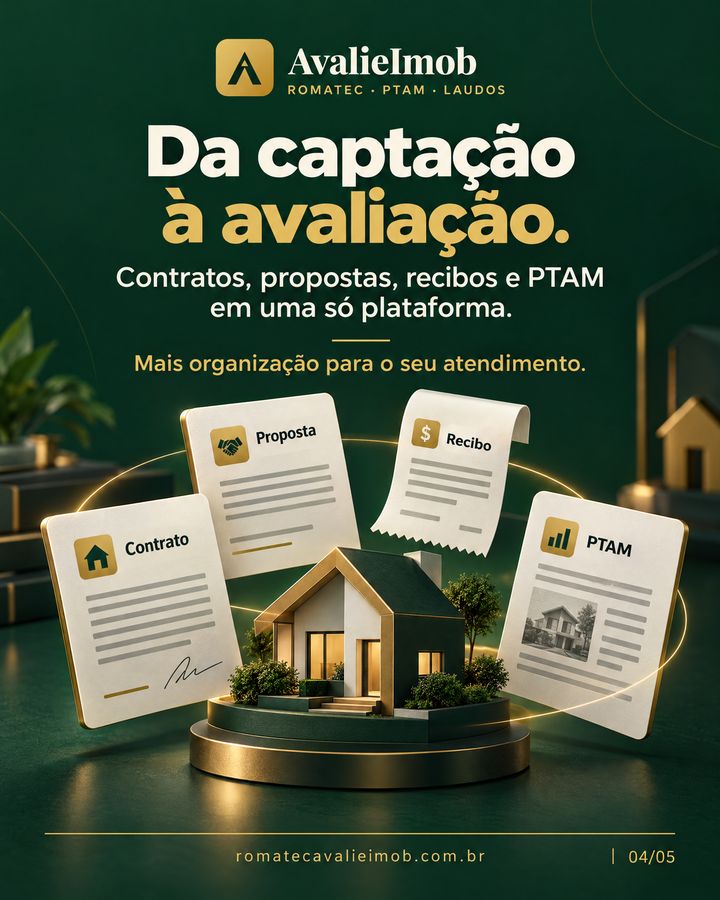 AvalieImob
ROMATEC · PTAM · LAUDOS
Da captação
à avaliação.
Contratos, propostas, recibos e PTAM
em uma só plataforma.
Mais organização para o seu atendimento.
Proposta
$ Recibo
Contrato
PTAM
romatecavalieimob.com.br
| 04/05